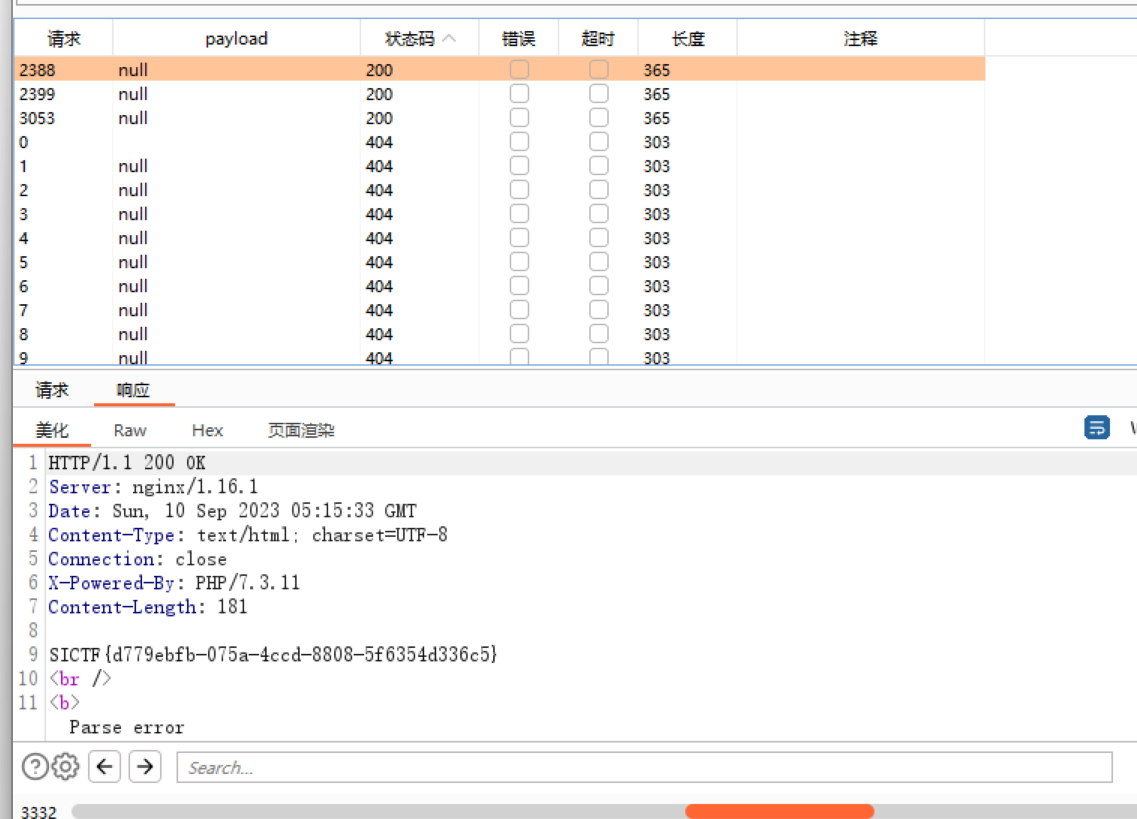 请求 payload 状态码 错误 超时 长度 注释
2388 null 200 365
2399 null 200 365
3053 null 200 365
0 404 303
1 null 404 303
2 null 404 303
3 null 404 303
4 null 404 303
5 null 404 303
6 null 404 303
7 null 404 303
8 null 404 303
9 null 404 303
请求 响应
美化 Raw Hex 页面渲染
1 HTTP/1.1 200 OK
2 Server: nginx/1.16.1
3 Date: Sun, 10 Sep 2023 05:15:33 GMT
4 Content-Type: text/html; charset=UTF-8
5 Connection: close
6 X-Powered-By: PHP/7.3.11
7 Content-Length: 181
8
9 SICTF{d779ebfb-075a-4ccd-8808-5f6354d336c5}
10 <br />
11 <b>
Parse error
Search...
3332